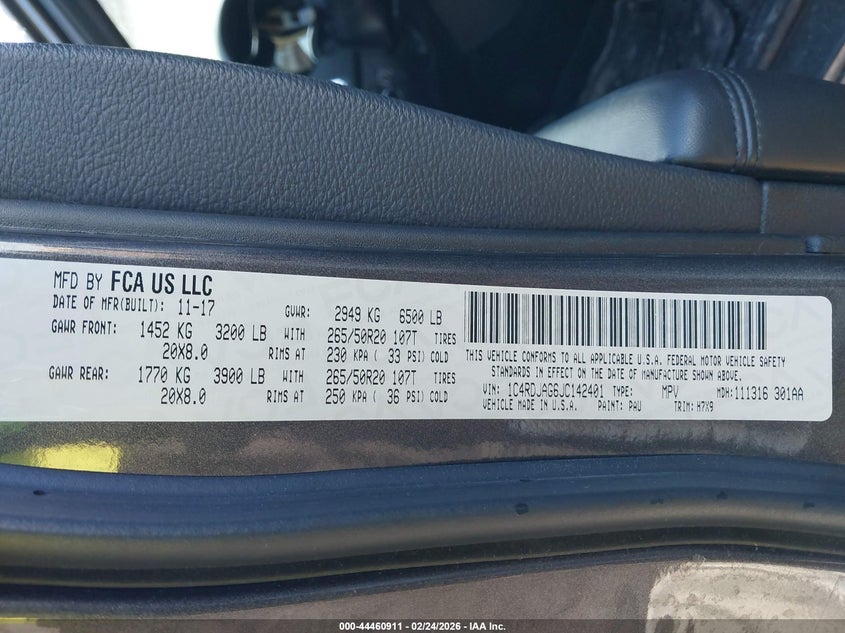 MFD BY FCA US LLC
DATE OF MFR(BUILT): 11-17 GVWR: 2949 KG 6500 LB
GAWR FRONT: 1452 KG 3200 LB WITH 265/50R20 107T TIRES
20X8.0 RIMS AT 230 KPA ( 33 PSI) COLD
GAWR REAR: 1770 KG 3900 LB WITH 265/50R20 107T TIRES
20X8.0 RIMS AT 250 KPA ( 36 PSI) COLD
THIS VEHICLE CONFORMS TO ALL APPLICABLE U.S.A. FEDERAL MOTOR VEHICLE SAFETY
STANDARDS IN EFFECT ON THE DATE OF MANUFACTURE SHOWN ABOVE.
VIN: 1C4RDJAG6JC142401 TYPE: MPV MDH: 111316 301AA
VEHICLE MADE IN U.S.A. PAINT: PAU TRIM: H7X9
000-44460911 - 02/24/2026 - IAA Inc.